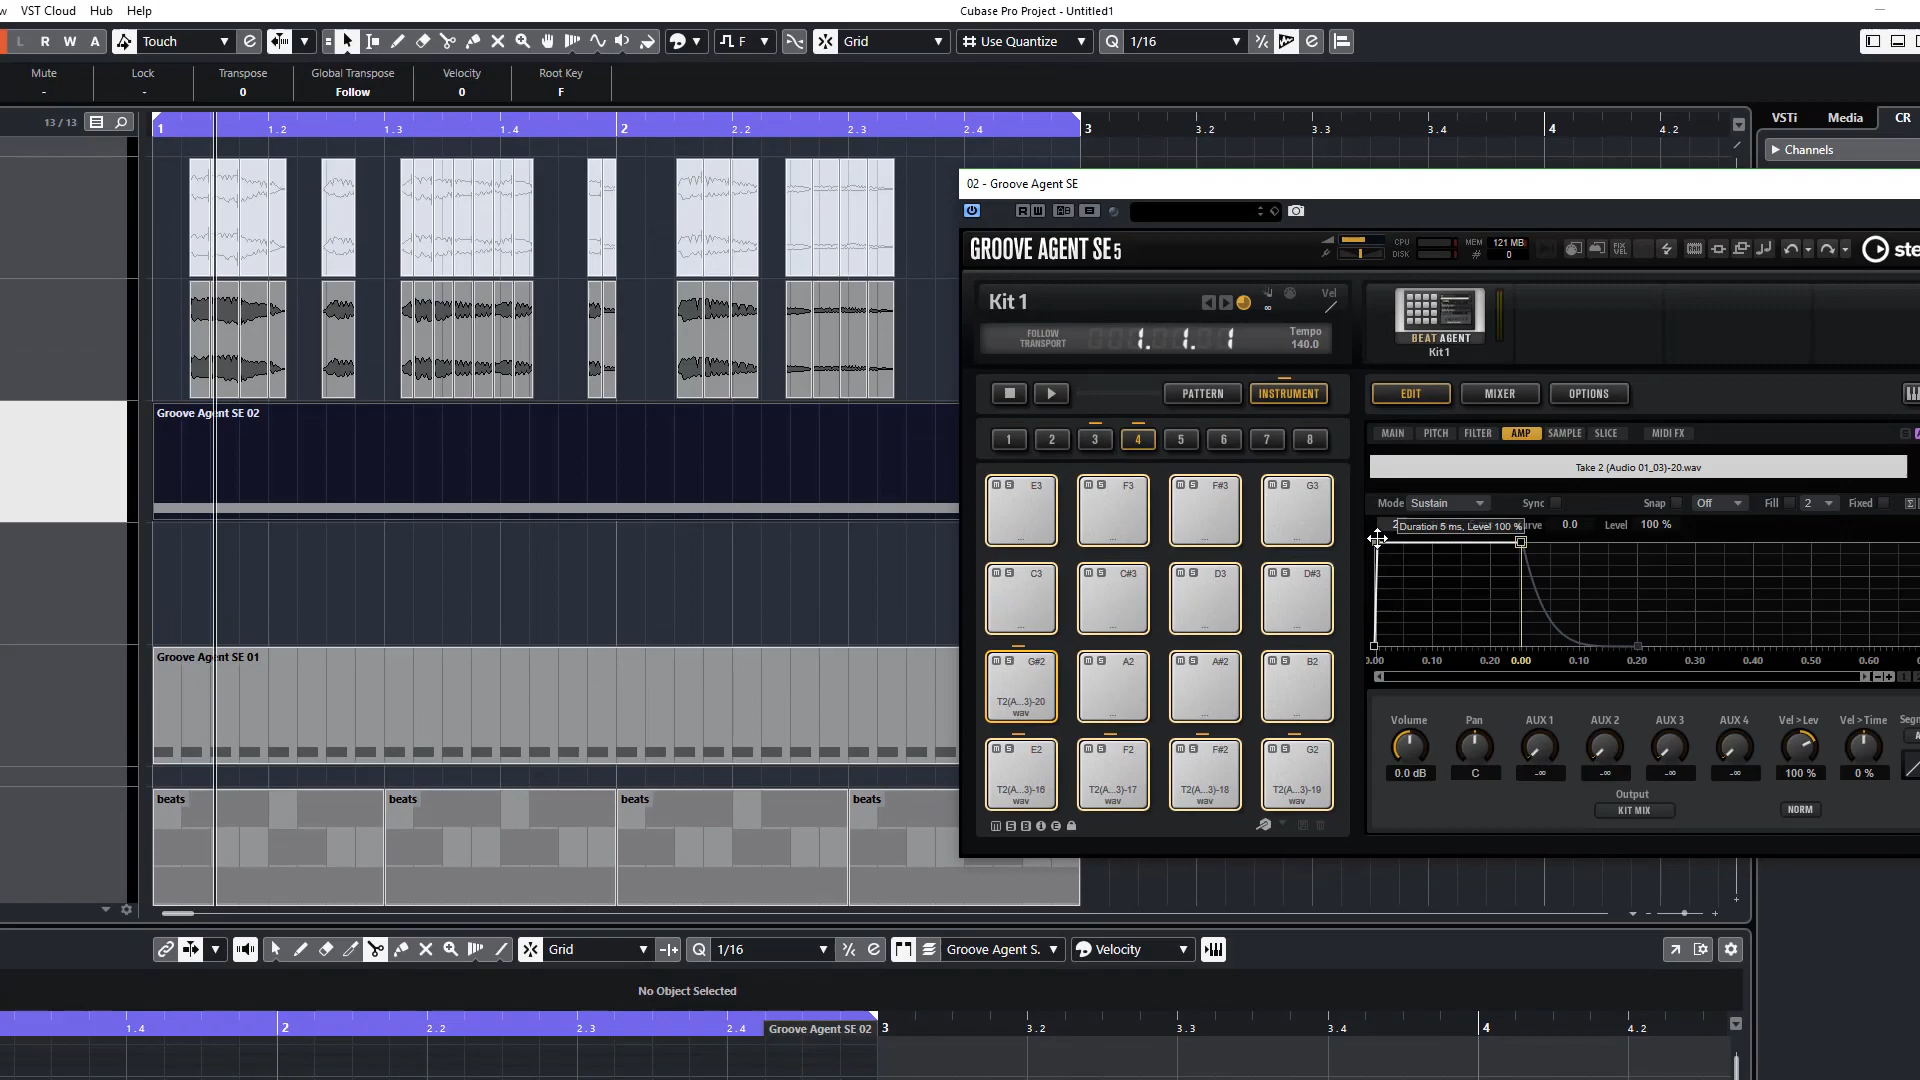 VST Cloud Hub Help
Cubase Pro Project - Untitled1
L R W A Touch F Grid Use Quantize 1/16
Mute Lock Transpose Global Transpose Velocity Root Key
- - 0 Follow 0 F
13 / 13
1 1.2 1.3 1.4 2 2.2 2.3 2.4 3 3.2 3.3 3.4 4 4.2
VSTi Media CR
Channels
02 - Groove Agent SE
GROOVE AGENT SE 5
CPU
DISK
MEM 121 MB
# 0
FIX VEL
Kit 1
Vel
FOLLOW TRANSPORT
1. 1. 1
Tempo
140.0
BEAT AGENT
Kit 1
PATTERN INSTRUMENT
EDIT MIXER OPTIONS
1 2 3 4 5 6 7 8
MAIN PITCH FILTER AMP SAMPLE SLICE MIDI FX
Take 2 (Audio 01_03)-20.wav
Mode Sustain Sync Snap Off Fill 2 Fixed
Duration 5 ms, Level 100 %
0.0 Level 100 %
0.10 0.20 0.00 0.10 0.20 0.30 0.40 0.50 0.60
M S E3 M S F3 M S F#3 M S G3
M S C3 M S C#3 M S D3 M S D#3
M S G#2 M S A2 M S A#2 M S B2
T2(A...3)-20
wav
M S E2 M S F2 M S F#2 M S G2
T2(A...3)-16 T2(A...3)-17 T2(A...3)-18 T2(A...3)-19
wav wav wav wav
Volume Pan AUX 1 AUX 2 AUX 3 AUX 4 Vel>Lev Vel>Time
0.0 dB C -∞ -∞ -∞ -∞ 100 % 0 %
Output
KIT MIX
NORM
Groove Agent SE 02
Groove Agent SE 01
beats beats beats beats
Grid 1/16 Groove Agent S. Velocity
No Object Selected
1.4 2 2.2 2.3 2.4 Groove Agent SE 02 3 3.2 3.3 3.4 4 4.2